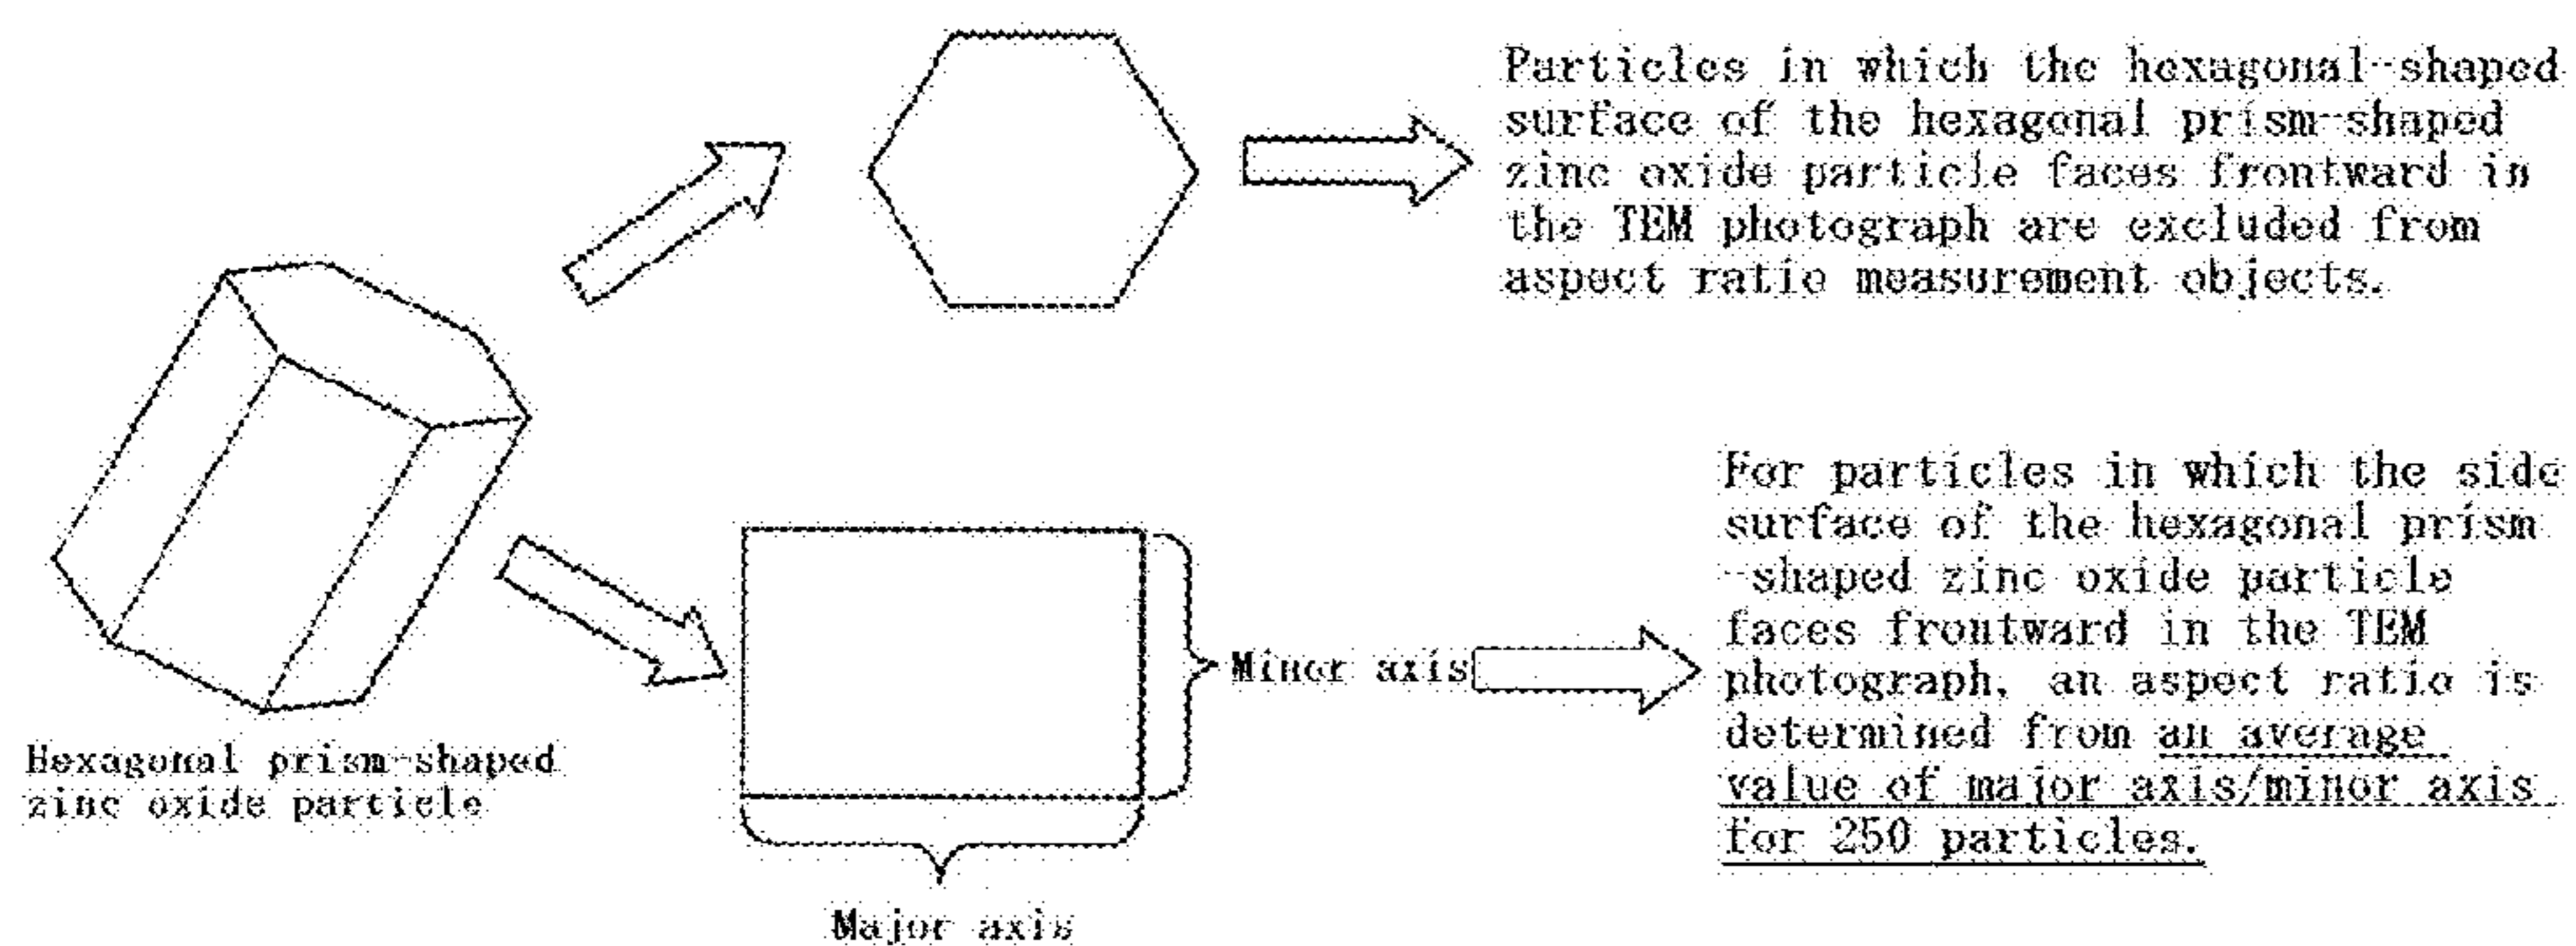 Particles in which the hexagonal-shaped
surface of the hexagonal prism-shaped
zinc oxide particle faces frontward in
the TEM photograph are excluded from
aspect ratio measurement objects.
Hexagonal prism-shaped
zinc oxide particle
Minor axis
Major axis
For particles in which the side
surface of the hexagonal prism
-shaped zinc oxide particle
faces frontward in the TEM
photograph, an aspect ratio is
determined from an average
value of major axis/minor axis
for 250 particles.